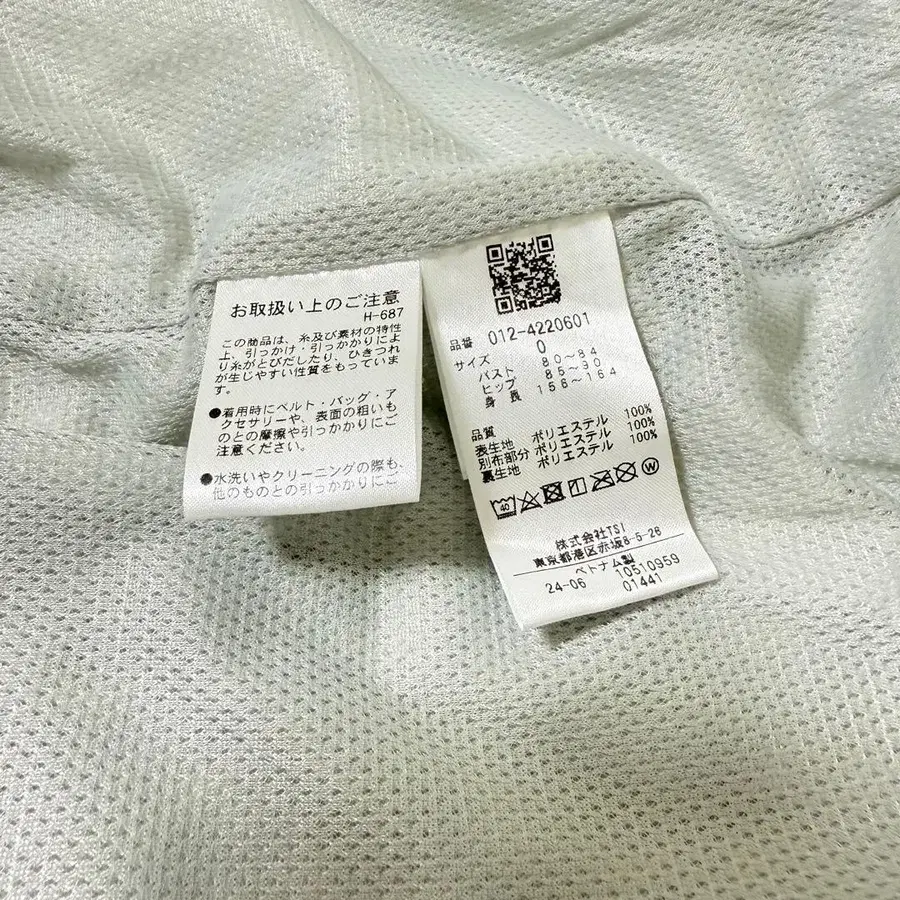 お取扱い上のご注意
H-687
この商品は、糸及び素材の特性
上、引っかけ・引っかかりによ
り糸がとびだしたり、ひきつれ
が生じやすい性質をもっていま
す。
●着用時にベルト・バッグ・ア
クセサリーや、表面の粗いも
のとの摩擦や引っかかりにご
注意ください。
●水洗いやクリーニングの際も、
他のものとの引っかかりにご
品番 012-4220601
サイズ 0
バスト 80~84
ヒップ 85~90
身長 156~164
品質
表生地 ポリエステル 100%
別布部分 ポリエステル 100%
裏生地 ポリエステル 100%
40
W
株式会社TSI
東京都港区赤坂8-5-26
ベトナム製
24-06 10510959
01441